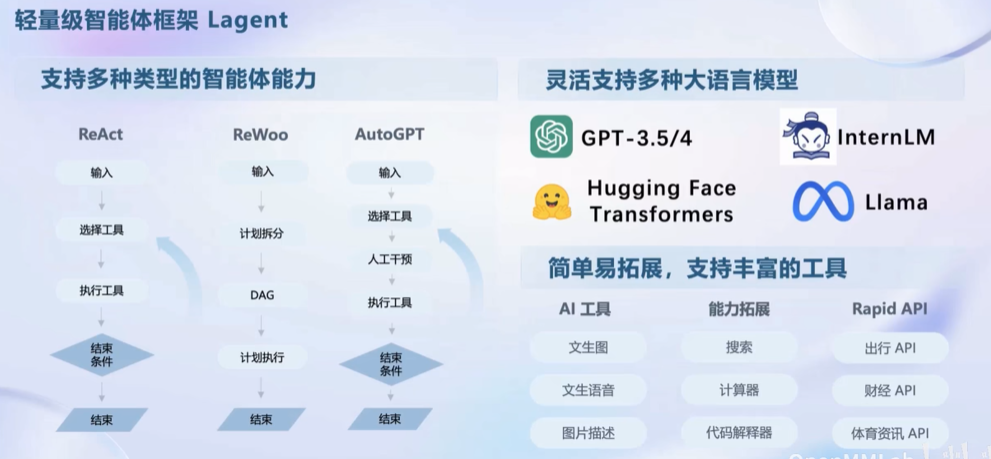 轻量级智能体框架 Lagent
支持多种类型的智能体能力
ReAct
输入
选择工具
执行工具
结束
条件
结束
ReWoo
输入
计划拆分
DAG
计划执行
结束
AutoGPT
输入
选择工具
人工干预
执行工具
结束
条件
结束
灵活支持多种大语言模型
GPT-3.5/4
InternLM
Hugging Face
Transformers
Llama
简单易拓展，支持丰富的工具
AI 工具
文生图
文生语音
图片描述
能力拓展
搜索
计算器
代码解释器
Rapid API
出行 API
财经 API
体育资讯 API
OpenMMLab